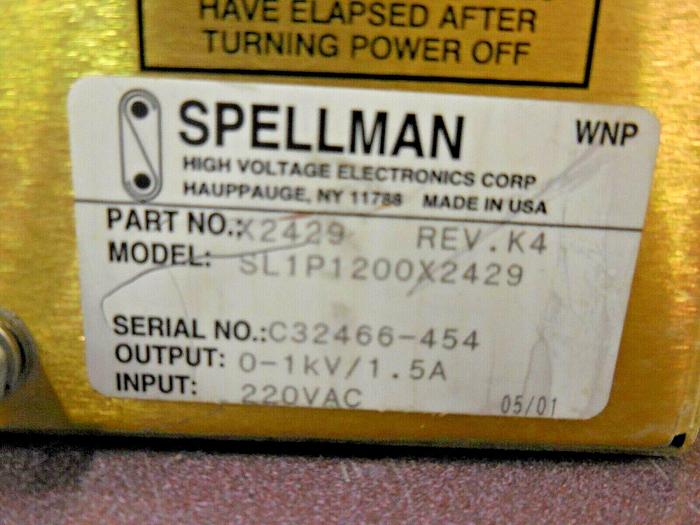 HAVE ELAPSED AFTER
TURNING POWER OFF
SPELLMAN WNP
HIGH VOLTAGE ELECTRONICS CORP
HAUPPAUGE, NY 11788 MADE IN USA
PART NO.:X2429 REV.K4
MODEL: SL1P1200X2429
SERIAL NO.:C32466-454
OUTPUT: 0-1kV/1.5A
INPUT: 220VAC 05/01